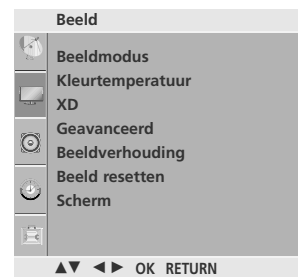 Beeld
Beeldmodus
Kleurtemperatuur
XD
Geavanceerd
Beeldverhouding
Beeld resetten
Scherm
▲▼ ◄► OK RETURN